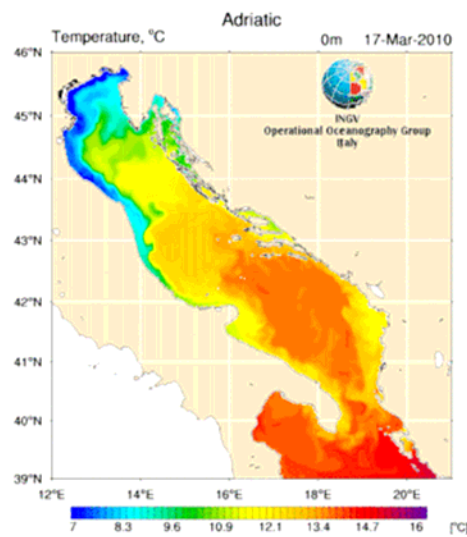 Adriatic
Temperature, °C 0m 17-Mar-2010
46°N
INGV
Operational Oceanography Group
Italy
45°N
44°N
43°N
42°N
41°N
40°N
39°N
12°E 14°E 16°E 18°E 20°E
7 8.3 9.6 10.9 12.1 13.4 14.7 16 [°C]